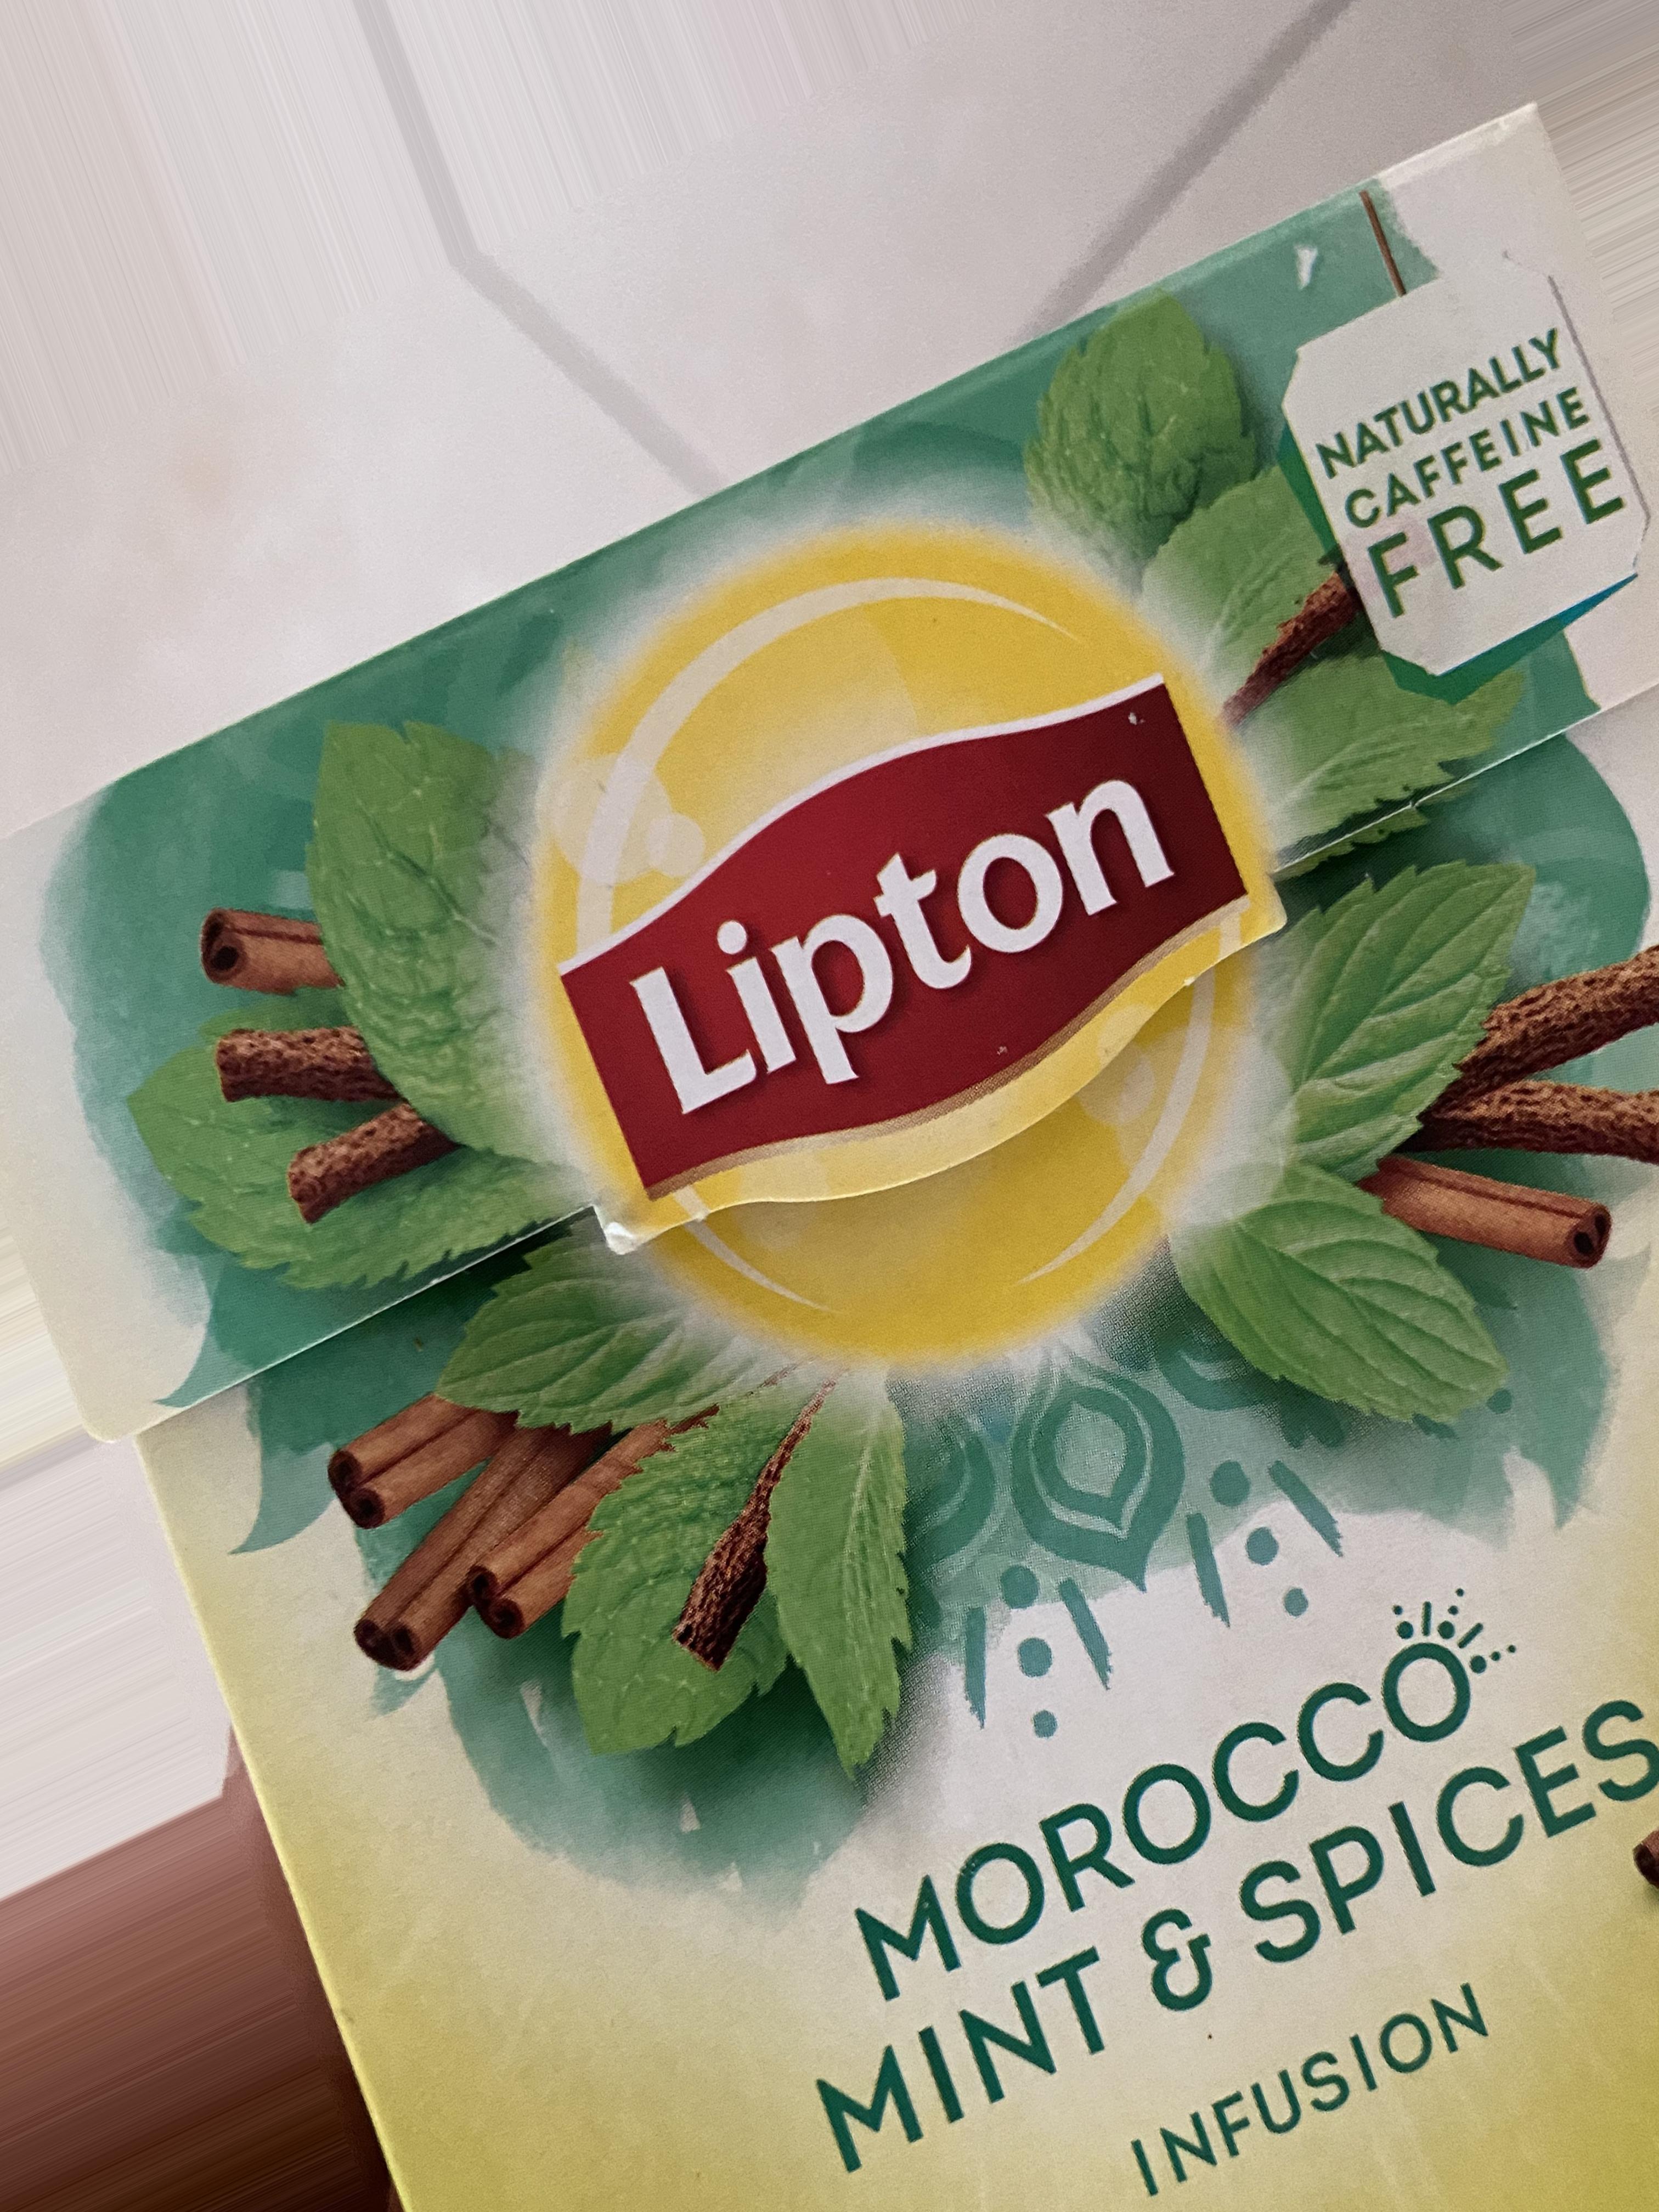 NATURALLY
CAFFEINE
FREE
Lipton
MOROCCO
MINT & SPICES
INFUSION